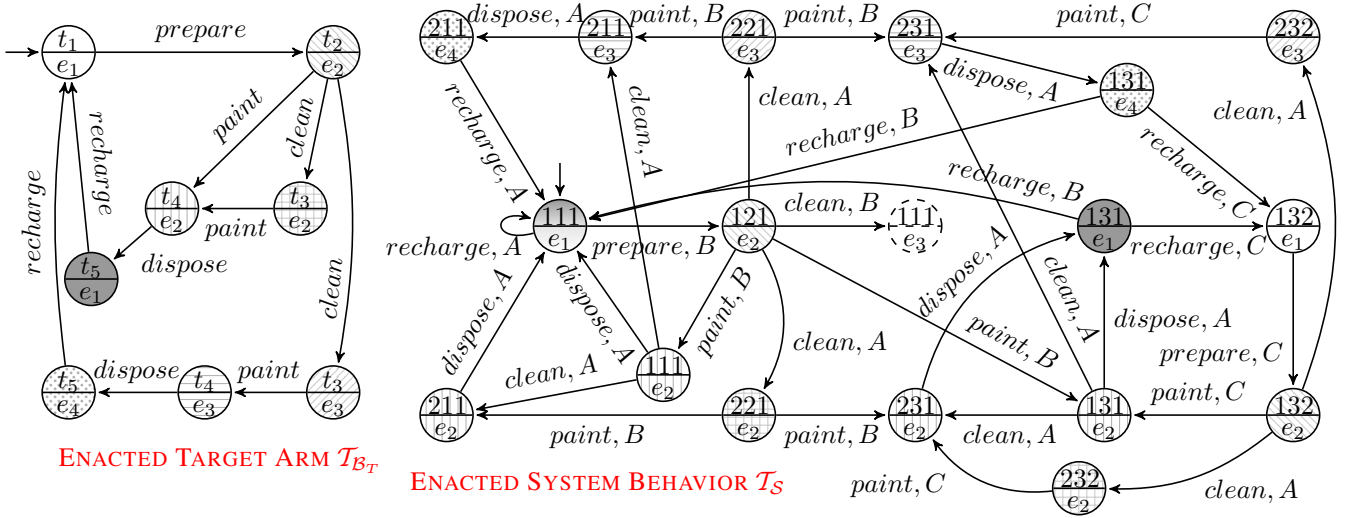 t1
e1
prepare
t2
e2
paint
clean
recharge
recharge
t4
e2
paint
t3
e2
dispose
t5
e1
clean
t5
e4
dispose
t4
e3
paint
t3
e3
ENACTED TARGET ARM 𝒯ℬT
211
e4
dispose, A
211
e3
paint, B
221
e3
paint, B
231
e3
paint, C
232
e3
dispose, A
131
e4
clean, A
clean, A
clean, A
recharge, A
recharge, B
recharge, C
recharge, B
111
e1
recharge, A
prepare, B
121
e2
clean, B
111
e3
131
e1
recharge, C
132
e1
dispose, A
dispose, A
paint, B
paint, B
clean, A
dispose, A
clean, A
dispose, A
prepare, C
clean, A
111
e2
211
e2
paint, B
221
e2
paint, B
231
e2
clean, A
131
e2
paint, C
132
e2
paint, C
232
e2
clean, A
ENACTED SYSTEM BEHAVIOR 𝒯𝒮